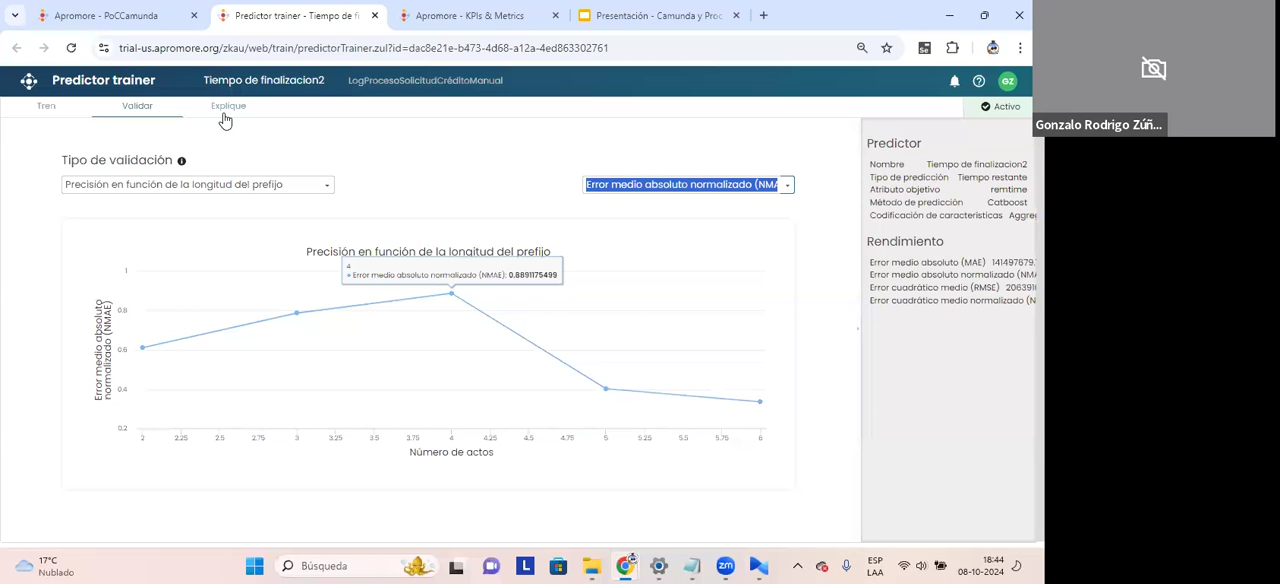 Apromore - PoCCamunda
Predictor trainer - Tiempo de fi
Apromore - KPIs & Metrics
Presentación - Camunda y Proc
trial-us.apromore.org/zkau/web/train/predictorTrainer.zul?id=dac8e21e-b473-4d68-a12a-4ed863302761
Predictor trainer
Tiempo de finalizacion2
LogProcesoSolicitudCréditoManual
GZ
Tren
Validar
Explique
Activo
Gonzalo Rodrigo Zúñ...
Tipo de validación
Precisión en función de la longitud del prefijo
Error medio absoluto normalizado (NMA
Precisión en función de la longitud del prefijo
4
Error medio absoluto normalizado (NMAE): 0.8891175499
Error medio absoluto
normalizado (NMAE)
1
0.8
0.6
0.4
0.2
2
2.25
2.5
2.75
3
3.25
3.5
3.75
4
4.25
4.5
4.75
5
5.25
5.5
5.75
6
Número de actos
Predictor
Nombre Tiempo de finalizacion2
Tipo de predicción Tiempo restante
Atributo objetivo remtime
Método de predicción Catboost
Codificación de características Aggre
Rendimiento
Error medio absoluto (MAE) 141497879.
Error medio absoluto normalizado (NMA
Error cuadrático medio (RMSE) 2063910
Error cuadrático medio normalizado (N
17°C
Nublado
Búsqueda
L
zm
ESP
LAA
18:44
08-10-2024